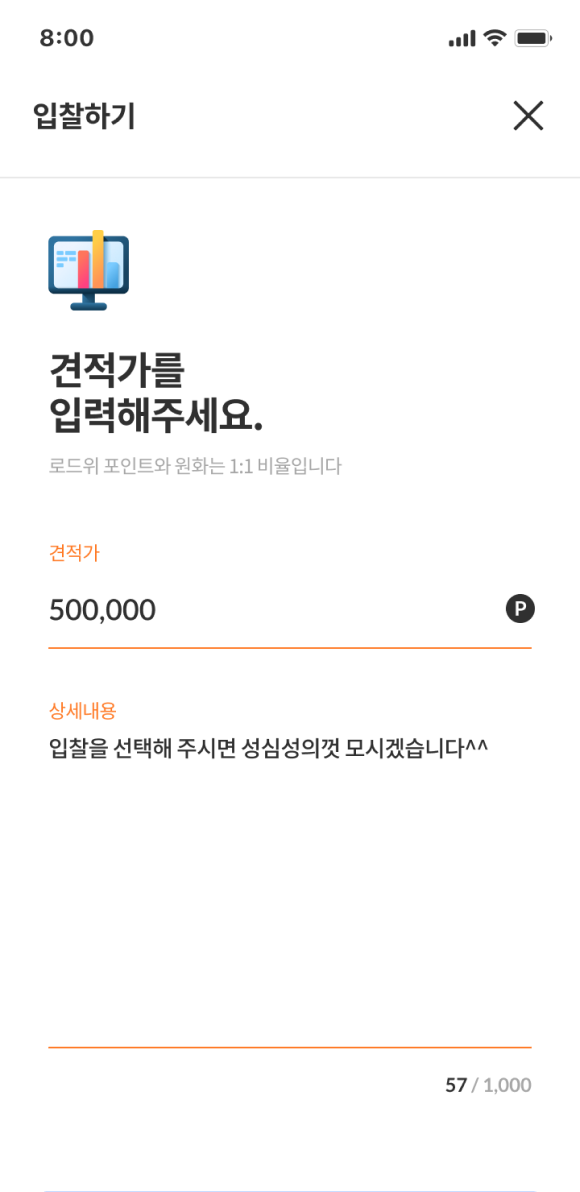 8:00
입찰하기
견적가를
입력해주세요.
로드위 포인트와 원화는 1:1 비율입니다
견적가
500,000
P
상세내용
입찰을 선택해 주시면 성심성의껏 모시겠습니다^^
57 / 1,000